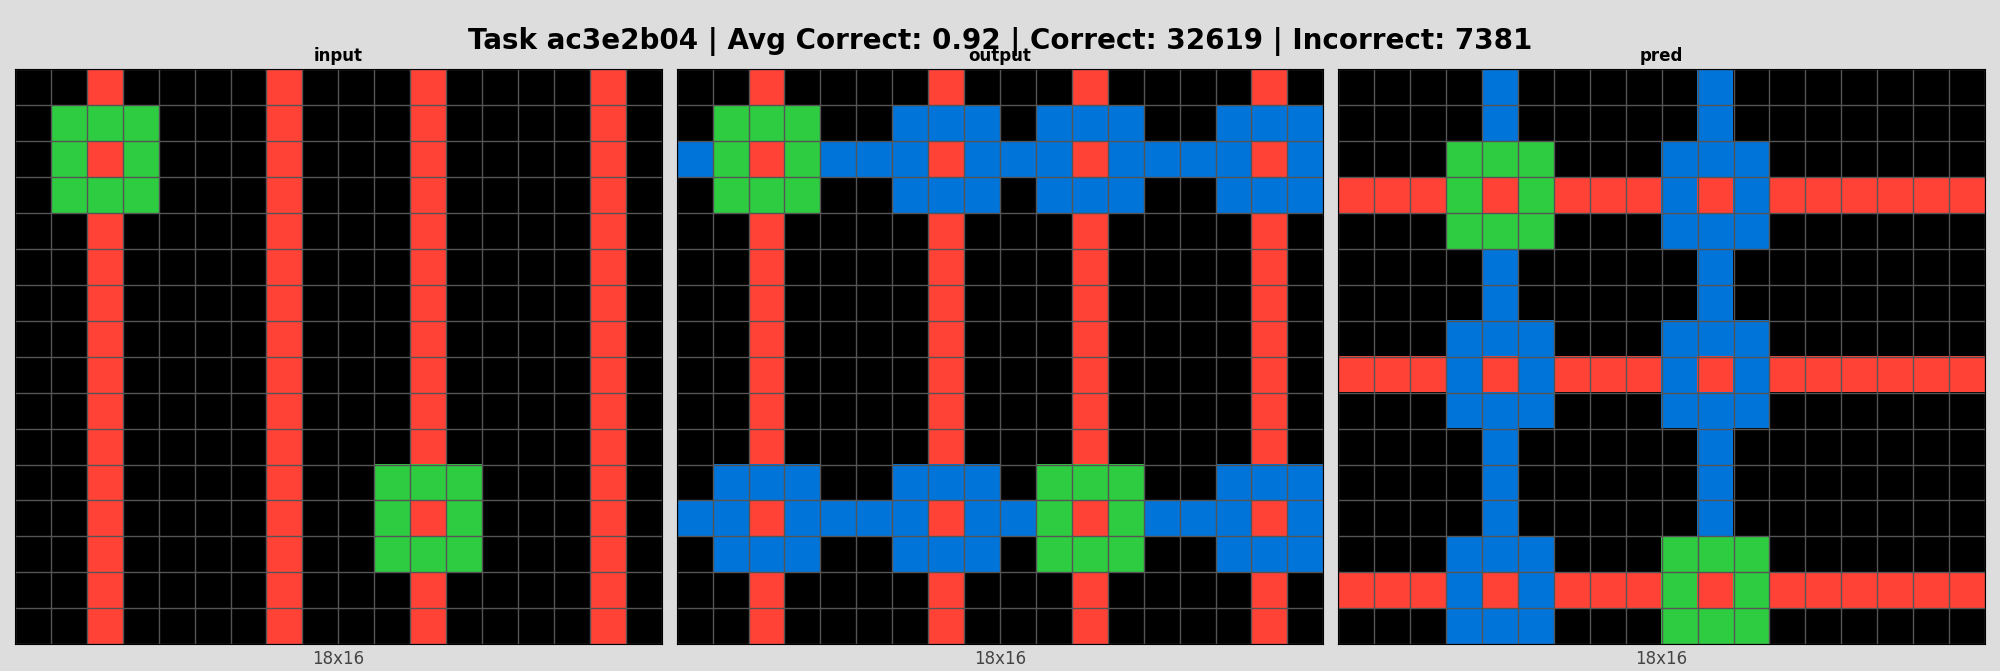 Task ac3e2b04 | Avg Correct: 0.92 | Correct: 32619 | Incorrect: 7381
input
output
pred
18x16
18x16
18x16